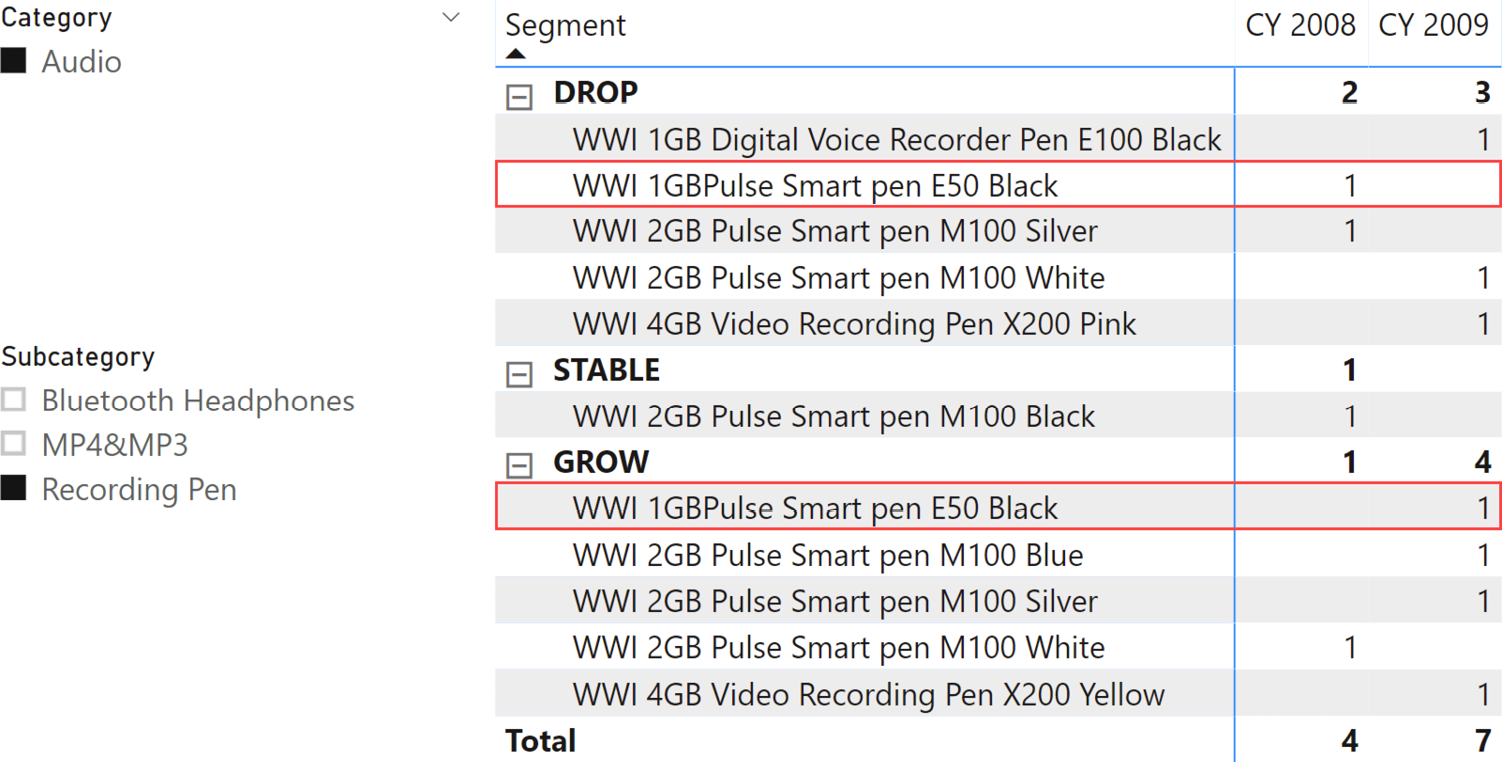 Category
Audio
Subcategory
Bluetooth Headphones
MP4&MP3
Recording Pen
Segment CY 2008 CY 2009
DROP 2 3
WWI 1GB Digital Voice Recorder Pen E100 Black 1
WWI 1GBPulse Smart pen E50 Black 1
WWI 2GB Pulse Smart pen M100 Silver 1
WWI 2GB Pulse Smart pen M100 White 1
WWI 4GB Video Recording Pen X200 Pink 1
STABLE 1
WWI 2GB Pulse Smart pen M100 Black 1
GROW 1 4
WWI 1GBPulse Smart pen E50 Black 1
WWI 2GB Pulse Smart pen M100 Blue 1
WWI 2GB Pulse Smart pen M100 Silver 1
WWI 2GB Pulse Smart pen M100 White 1
WWI 4GB Video Recording Pen X200 Yellow 1
Total 4 7